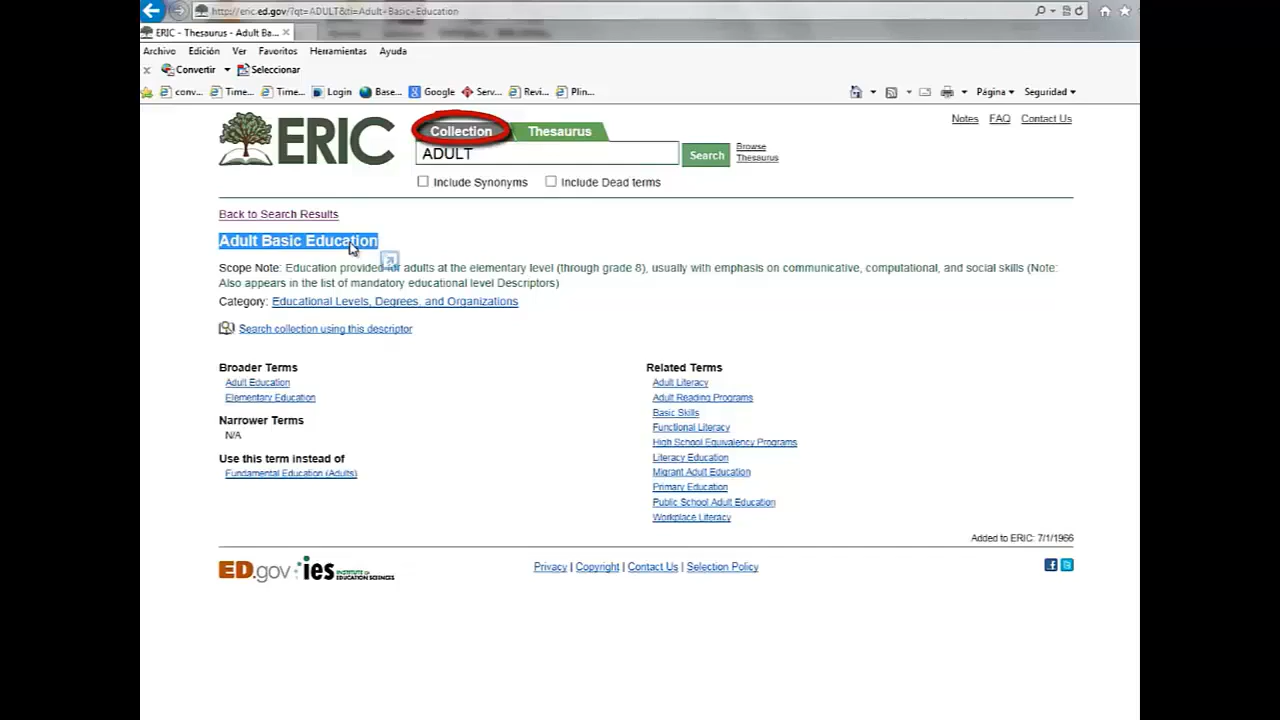 http://eric.ed.gov/?qt=ADULT&ti=Adult+Basic+Education
ERIC - Thesaurus - Adult Ba...
Archivo Edición Ver Favoritos Herramientas Ayuda
Convertir Seleccionar
conv... Time... Time... Login Base... Google Serv... Revi... Plin... Página Seguridad
ERIC
Collection Thesaurus
Notes FAQ Contact Us
ADULT Search Browse Thesaurus
Include Synonyms Include Dead terms
Back to Search Results
Adult Basic Education
Scope Note: Education provided for adults at the elementary level (through grade 8), usually with emphasis on communicative, computational, and social skills (Note:
Also appears in the list of mandatory educational level Descriptors)
Category: Educational Levels, Degrees, and Organizations
Search collection using this descriptor
Broader Terms
Adult Education
Elementary Education
Narrower Terms
N/A
Use this term instead of
Fundamental Education (Adults)
Related Terms
Adult Literacy
Adult Reading Programs
Basic Skills
Functional Literacy
High School Equivalency Programs
Literacy Education
Migrant Adult Education
Primary Education
Public School Adult Education
Workplace Literacy
Added to ERIC: 7/1/1966
ED.gov ies INSTITUTE OF EDUCATION SCIENCES
Privacy | Copyright | Contact Us | Selection Policy